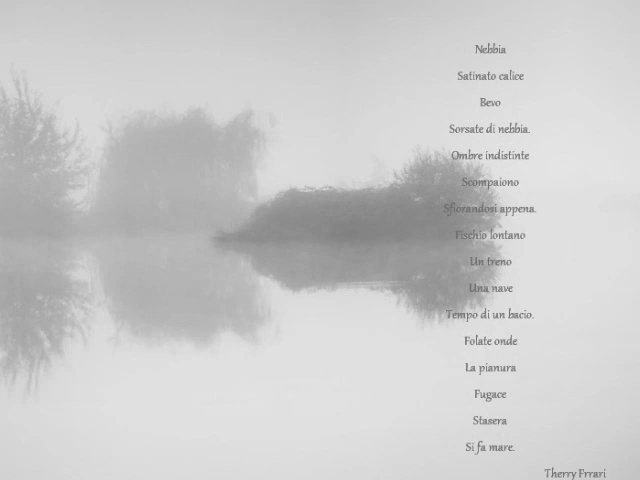 Nebbia
Satinato calice
Bevo
Sorsate di nebbia.
Ombre indistinte
Scompaiono
Sfiorandosi appena.
Fischio lontano
Un treno
Una nave
Tempo di un bacio.
Folate onde
La pianura
Fugace
Stasera
Si fa mare.
Therry Frrari